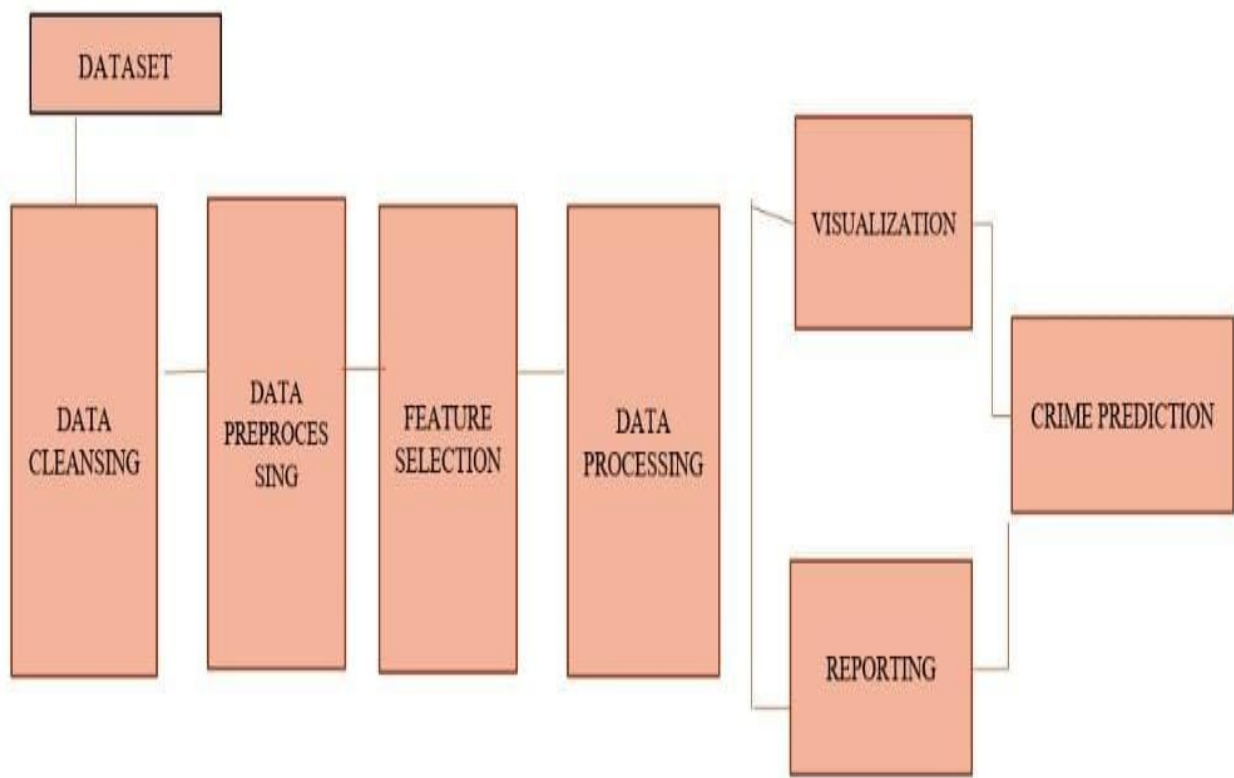 DATASET
DATA
CLEANSING
DATA
PREPROCES
SING
FEATURE
SELECTION
DATA
PROCESSING
VISUALIZATION
REPORTING
CRIME PREDICTION